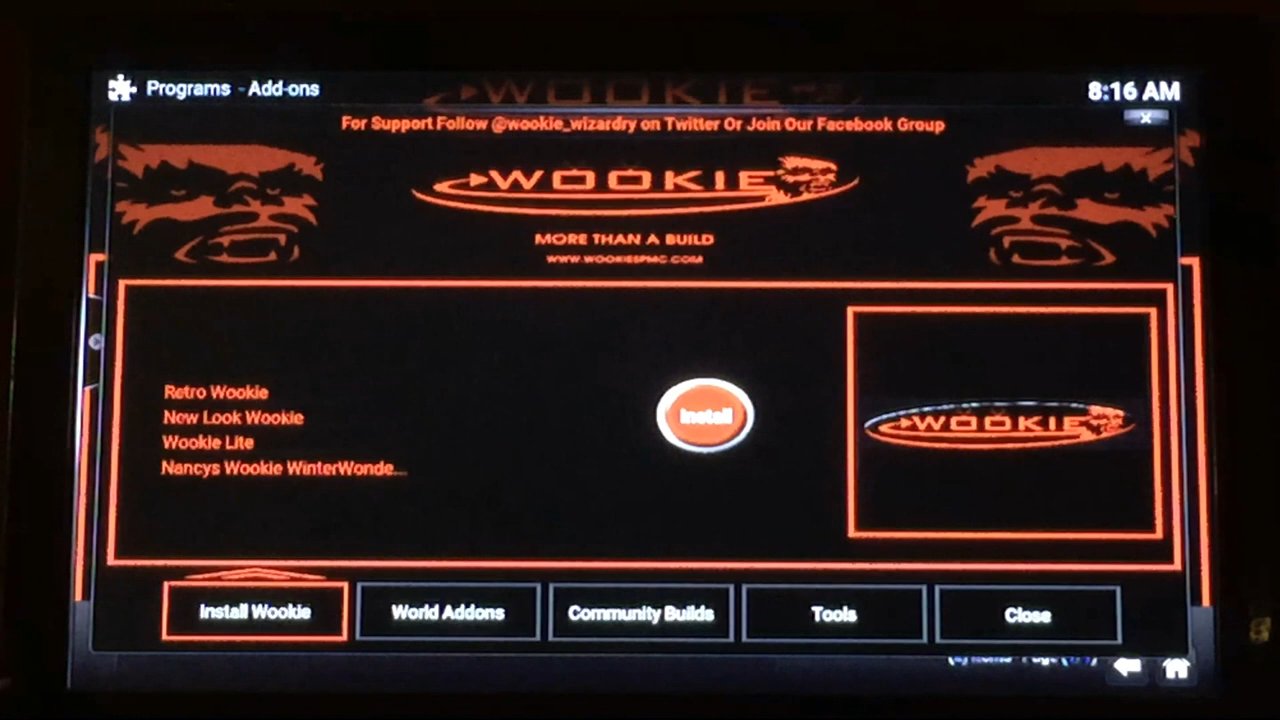 Programs - Add-ons
8:16 AM
WOOKIE
For Support Follow @wookie_wizardry on Twitter Or Join Our Facebook Group
x
WOOKIE
MORE THAN A BUILD
WWW.WOOKIESPMC.COM
Retro Wookie
New Look Wookie
Wookie Lite
Nancys Wookie WinterWonde...
Install
WOOKIE
Install Wookie
World Addons
Community Builds
Tools
Close